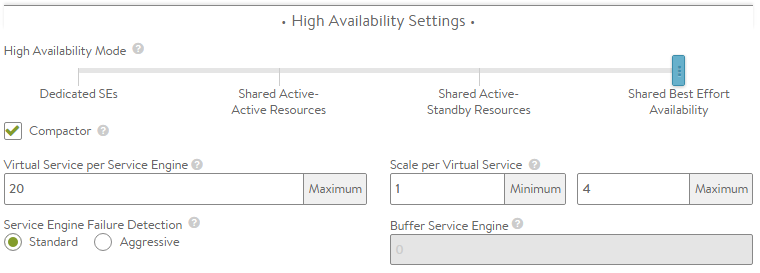 • High Availability Settings •
High Availability Mode ?
Dedicated SEs
Shared Active-
Active Resources
Shared Active-
Standby Resources
Shared Best Effort
Availability
Compactor ?
Virtual Service per Service Engine ?
20 Maximum
Scale per Virtual Service ?
1 Minimum 4 Maximum
Service Engine Failure Detection ?
Standard Aggressive
Buffer Service Engine ?
0